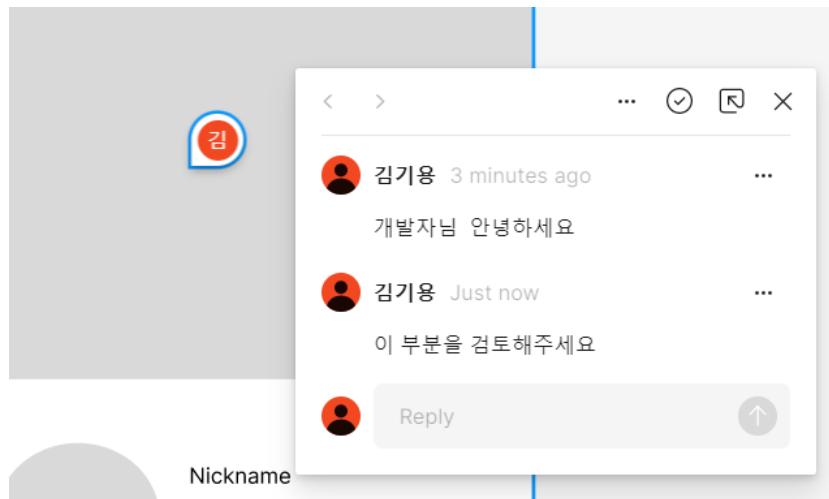 김
김기용 3 minutes ago
개발자님 안녕하세요
김기용 Just now
이 부분을 검토해주세요
Reply
Nickname